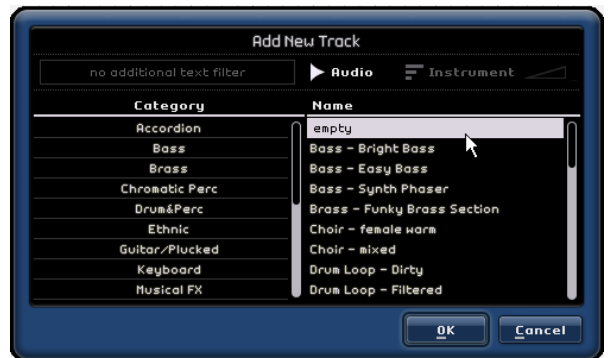 Add New Track
no additional text filter
Audio
Instrument
Category
Name
Accordion
empty
Bass
Bass - Bright Bass
Brass
Bass - Easy Bass
Chromatic Perc
Bass - Synth Phaser
Drum&Perc
Brass - Funky Brass Section
Ethnic
Choir - female warm
Guitar/Plucked
Choir - mixed
Keyboard
Drum Loop - Dirty
Musical FX
Drum Loop - Filtered
OK
Cancel